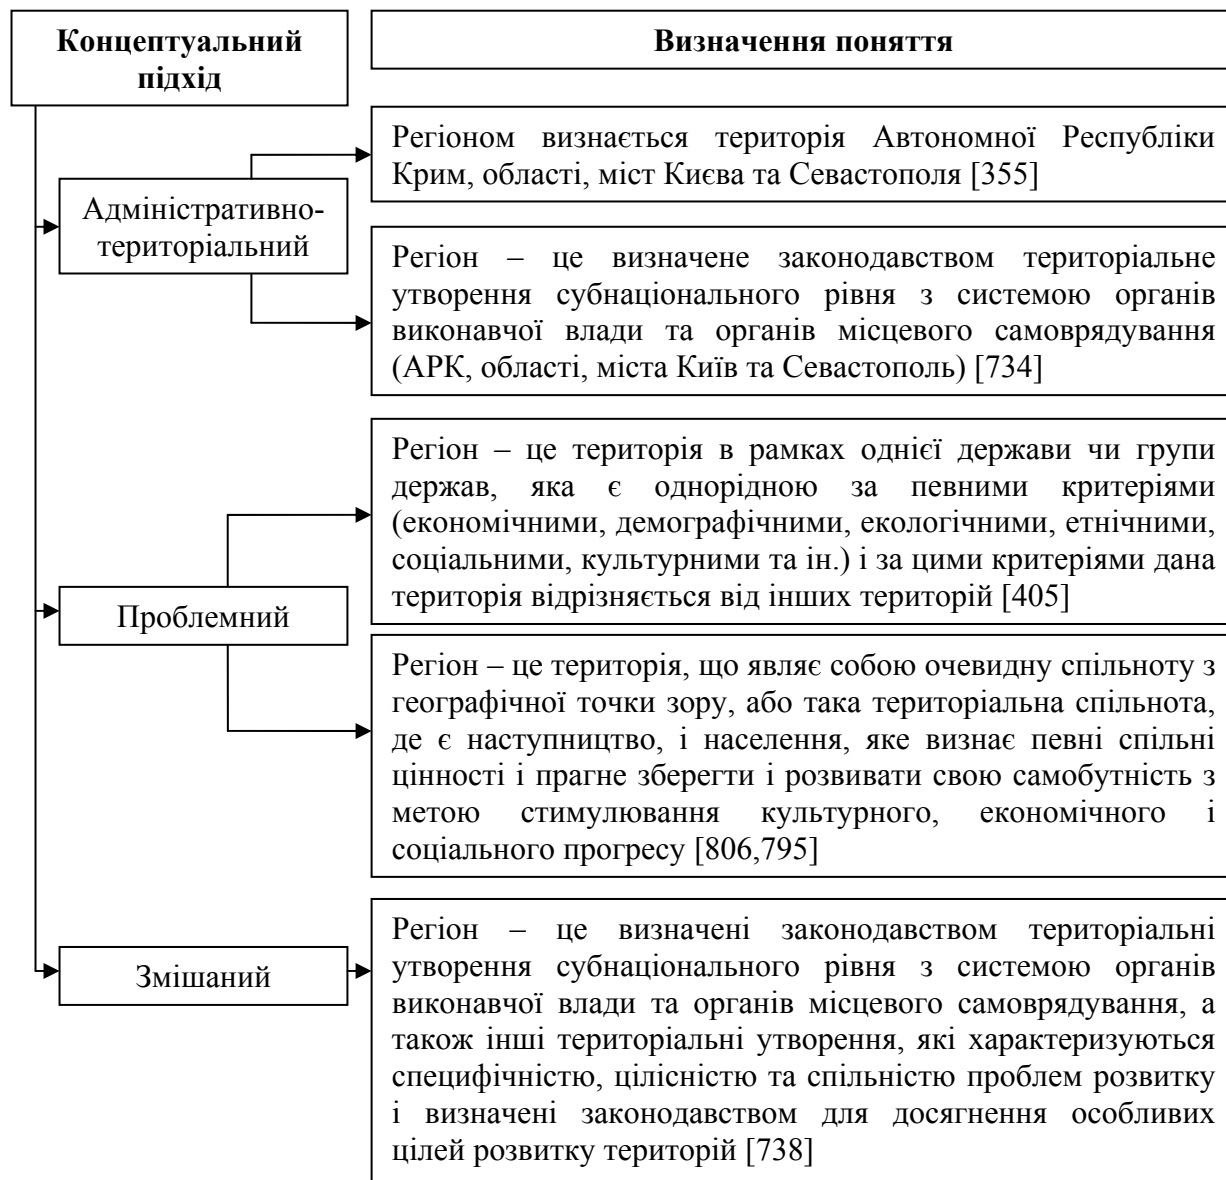 Концептуальний
підхід
Визначення поняття
Адміністративно-
територіальний
Регіоном визнається територія Автономної Республіки
Крим, області, міст Києва та Севастополя [355]
Регіон – це визначене законодавством територіальне
утворення субнаціонального рівня з системою органів
виконавчої влади та органів місцевого самоврядування
(АРК, області, міста Київ та Севастополь) [734]
Проблемний
Регіон – це територія в рамках однієї держави чи групи
держав, яка є однорідною за певними критеріями
(економічними, демографічними, екологічними, етнічними,
соціальними, культурними та ін.) і за цими критеріями дана
територія відрізняється від інших територій [405]
Регіон – це територія, що являє собою очевидну спільноту з
географічної точки зору, або така територіальна спільнота,
де є наступництво, і населення, яке визнає певні спільні
цінності і прагне зберегти і розвивати свою самобутність з
метою стимулювання культурного, економічного і
соціального прогресу [806,795]
Змішаний
Регіон – це визначені законодавством територіальні
утворення субнаціонального рівня з системою органів
виконавчої влади та органів місцевого самоврядування, а
також інші територіальні утворення, які характеризуються
специфічністю, цілісністю та спільністю проблем розвитку
і визначені законодавством для досягнення особливих
цілей розвитку територій [738]